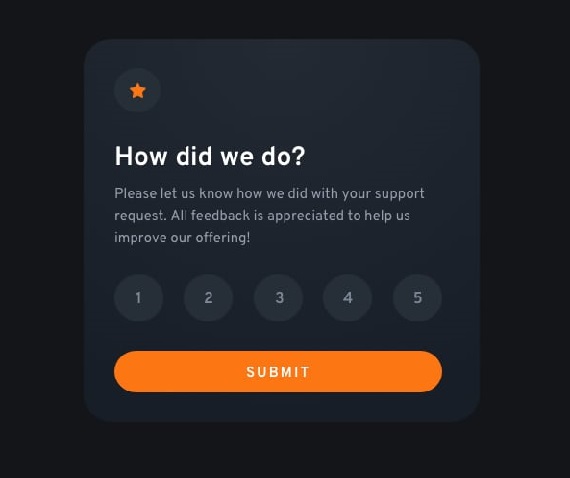 How did we do?
Please let us know how we did with your support
request. All feedback is appreciated to help us
improve our offering!
1 2 3 4 5
SUBMIT